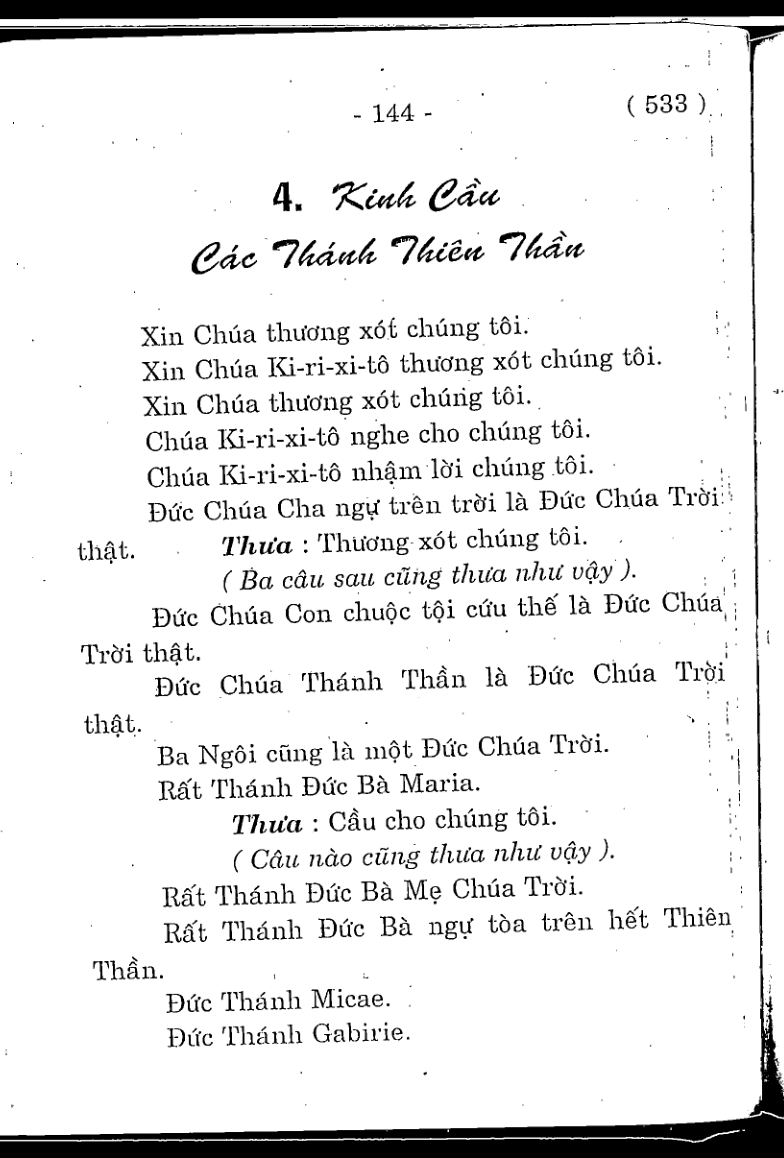 - 144 -
( 533 )
4. Kinh Cầu
Các Thánh Thiên Thần
Xin Chúa thương xót chúng tôi.
Xin Chúa Ki-ri-xi-tô thương xót chúng tôi.
Xin Chúa thương xót chúng tôi.
Chúa Ki-ri-xi-tô nghe cho chúng tôi.
Chúa Ki-ri-xi-tô nhậm lời chúng tôi.
Đức Chúa Cha ngự trên trời là Đức Chúa Trời
thật. Thưa : Thương xót chúng tôi.
( Ba câu sau cũng thưa như vậy ).
Đức Chúa Con chuộc tội cứu thế là Đức Chúa
Trời thật.
Đức Chúa Thánh Thần là Đức Chúa Trời
thật.
Ba Ngôi cũng là một Đức Chúa Trời.
Rất Thánh Đức Bà Maria.
Thưa : Cầu cho chúng tôi.
( Câu nào cũng thưa như vậy ).
Rất Thánh Đức Bà Mẹ Chúa Trời.
Rất Thánh Đức Bà ngự tòa trên hết Thiên
Thần.
Đức Thánh Micae.
Đức Thánh Gabirie.